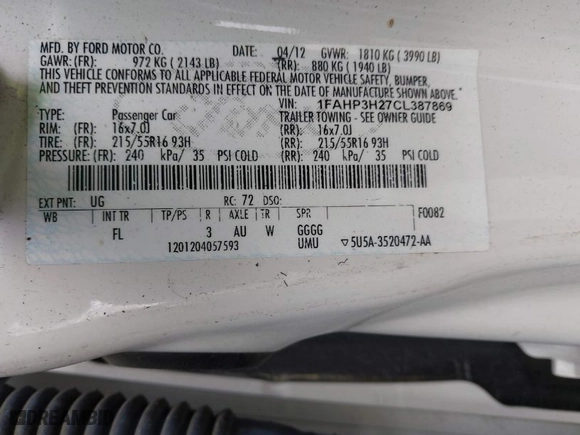 MFD. BY FORD MOTOR CO. DATE: 04/12 GVWR: 1810 KG ( 3990 LB)
GAWR: (FR): 972 KG ( 2143 LB) (RR): 880 KG ( 1940 LB)
THIS VEHICLE CONFORMS TO ALL APPLICABLE FEDERAL MOTOR VEHICLE SAFETY, BUMPER,
AND THEFT PREVENTION STANDARDS IN EFFECT ON THE DATE OF MANUFACTURE SHOWN ABOVE.
VIN: 1FAHP3H27CL387869
TYPE: Passenger Car TRAILER TOWING - SEE OWNER GUIDE
RIM: (FR): 16x7.0J (RR): 16x7.0J
TIRE: (FR): 215/55R16 93H (RR): 215/55R16 93H
PRESSURE: (FR): 240 kPa/ 35 PSI COLD (RR): 240 kPa/ 35 PSI COLD
EXT PNT: UG RC: 72 DSO: F0082
WB INT TR TP/PS R AXLE TR SPR
FL 3 AU W GGGG
1201204057593 UMU ▽5U5A-3520472-AA
DREAMBID